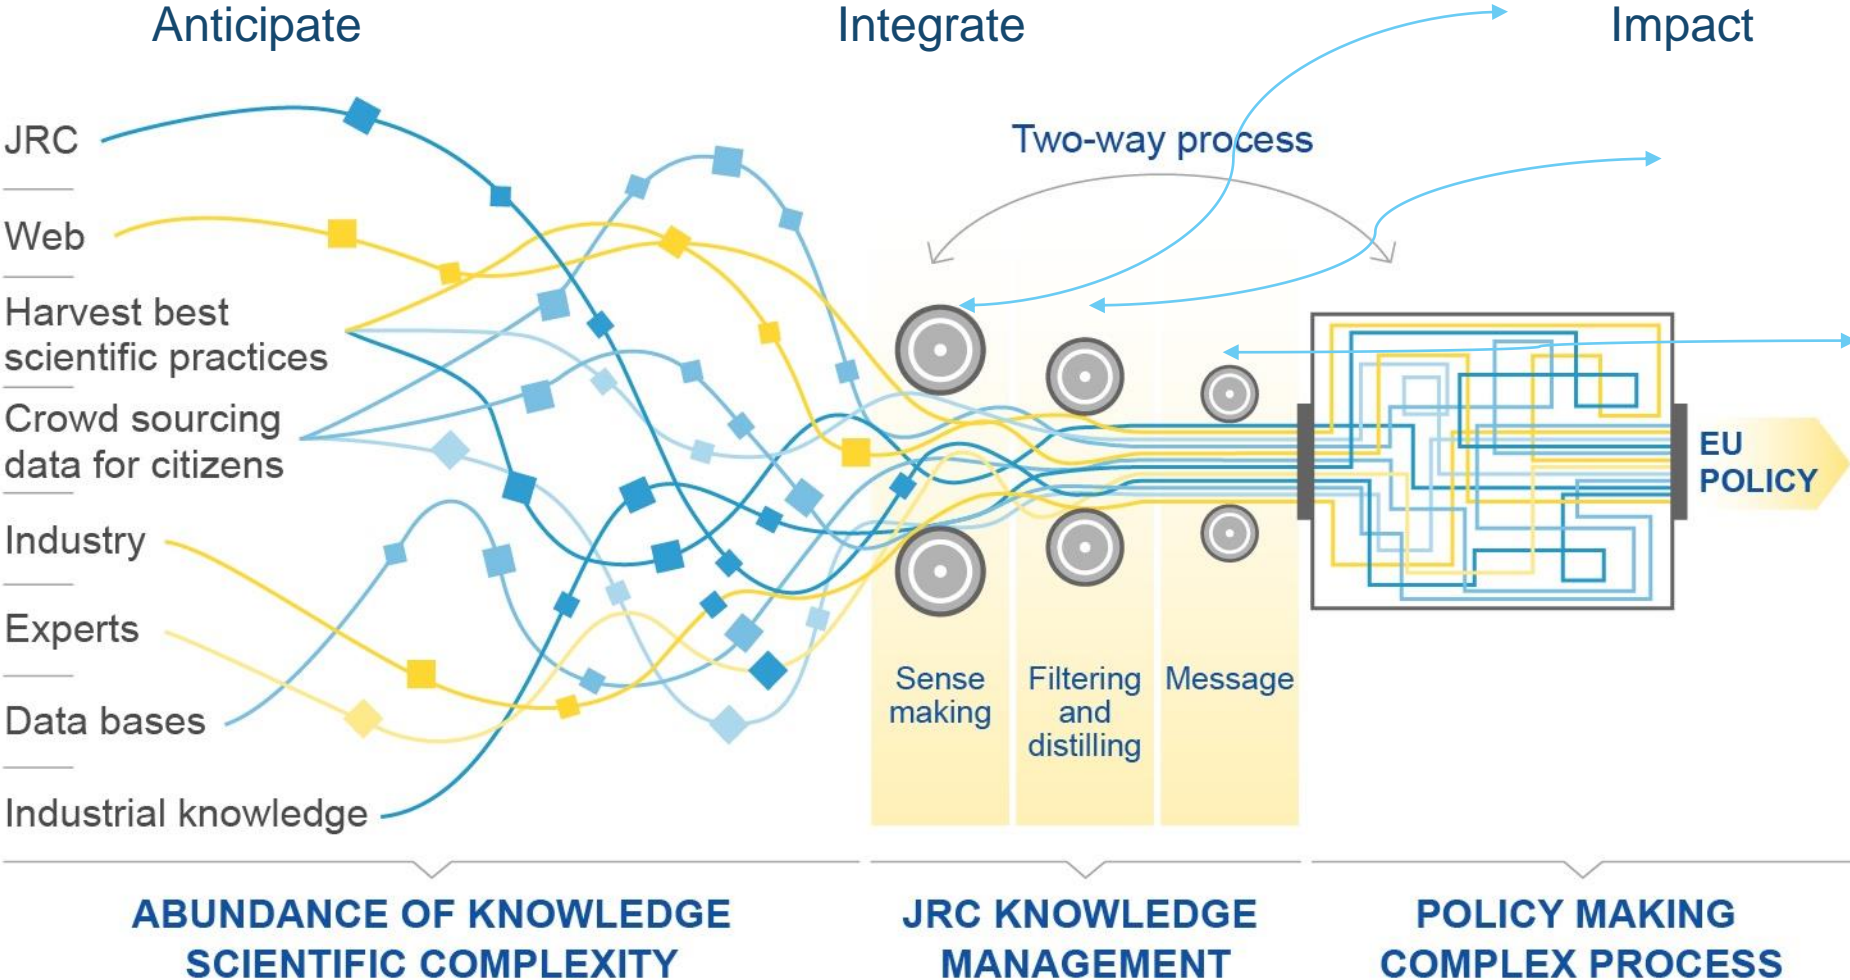 Anticipate
Integrate
Impact
Two-way process
JRC
Web
Harvest best
scientific practices
Crowd sourcing
data for citizens
Industry
Experts
Data bases
Industrial knowledge
Sense
making
Filtering
and
distilling
Message
EU
POLICY
ABUNDANCE OF KNOWLEDGE
SCIENTIFIC COMPLEXITY
JRC KNOWLEDGE
MANAGEMENT
POLICY MAKING
COMPLEX PROCESS